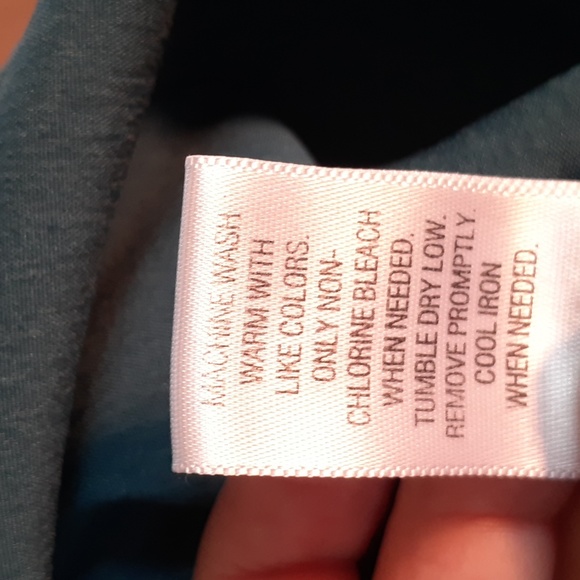 MACHINE WASH
WARM WITH
LIKE COLORS.
ONLY NON-
CHLORINE BLEACH
WHEN NEEDED.
TUMBLE DRY LOW.
REMOVE PROMPTLY.
COOL IRON
WHEN NEEDED.